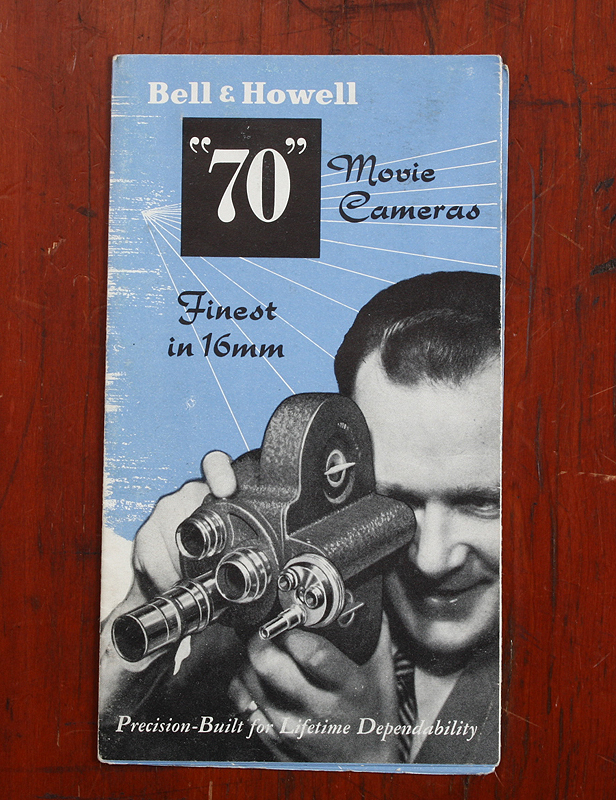 Bell & Howell
"70"
Movie
Cameras
Finest
in 16mm
Precision-Built for Lifetime Dependability